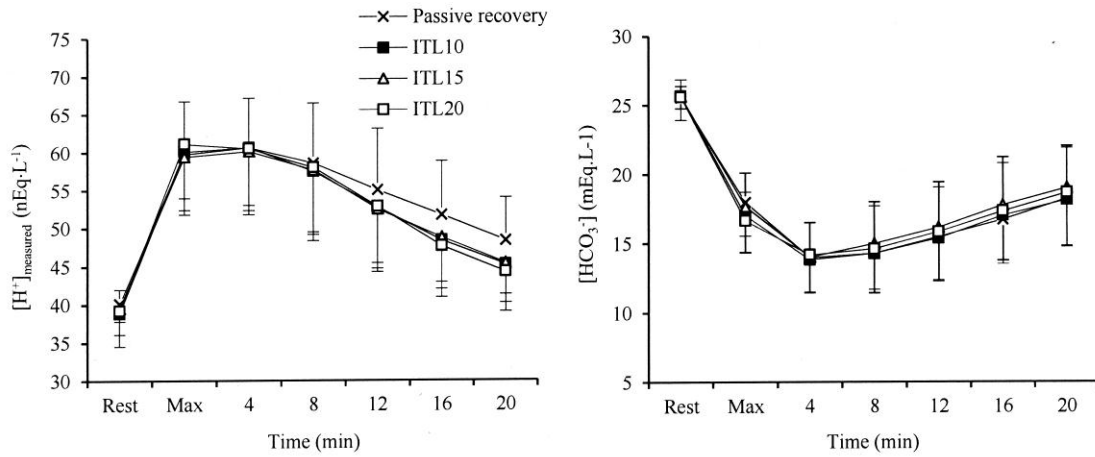 Passive recovery
ITL10
ITL15
ITL20
[H⁺]measured (nEq·L⁻¹)
75
70
65
60
55
50
45
40
35
30
Rest Max 4 8 12 16 20
Time (min)
[HCO₃⁻] (mEq.L-1)
30
25
20
15
10
5
Rest Max 4 8 12 16 20
Time (min)